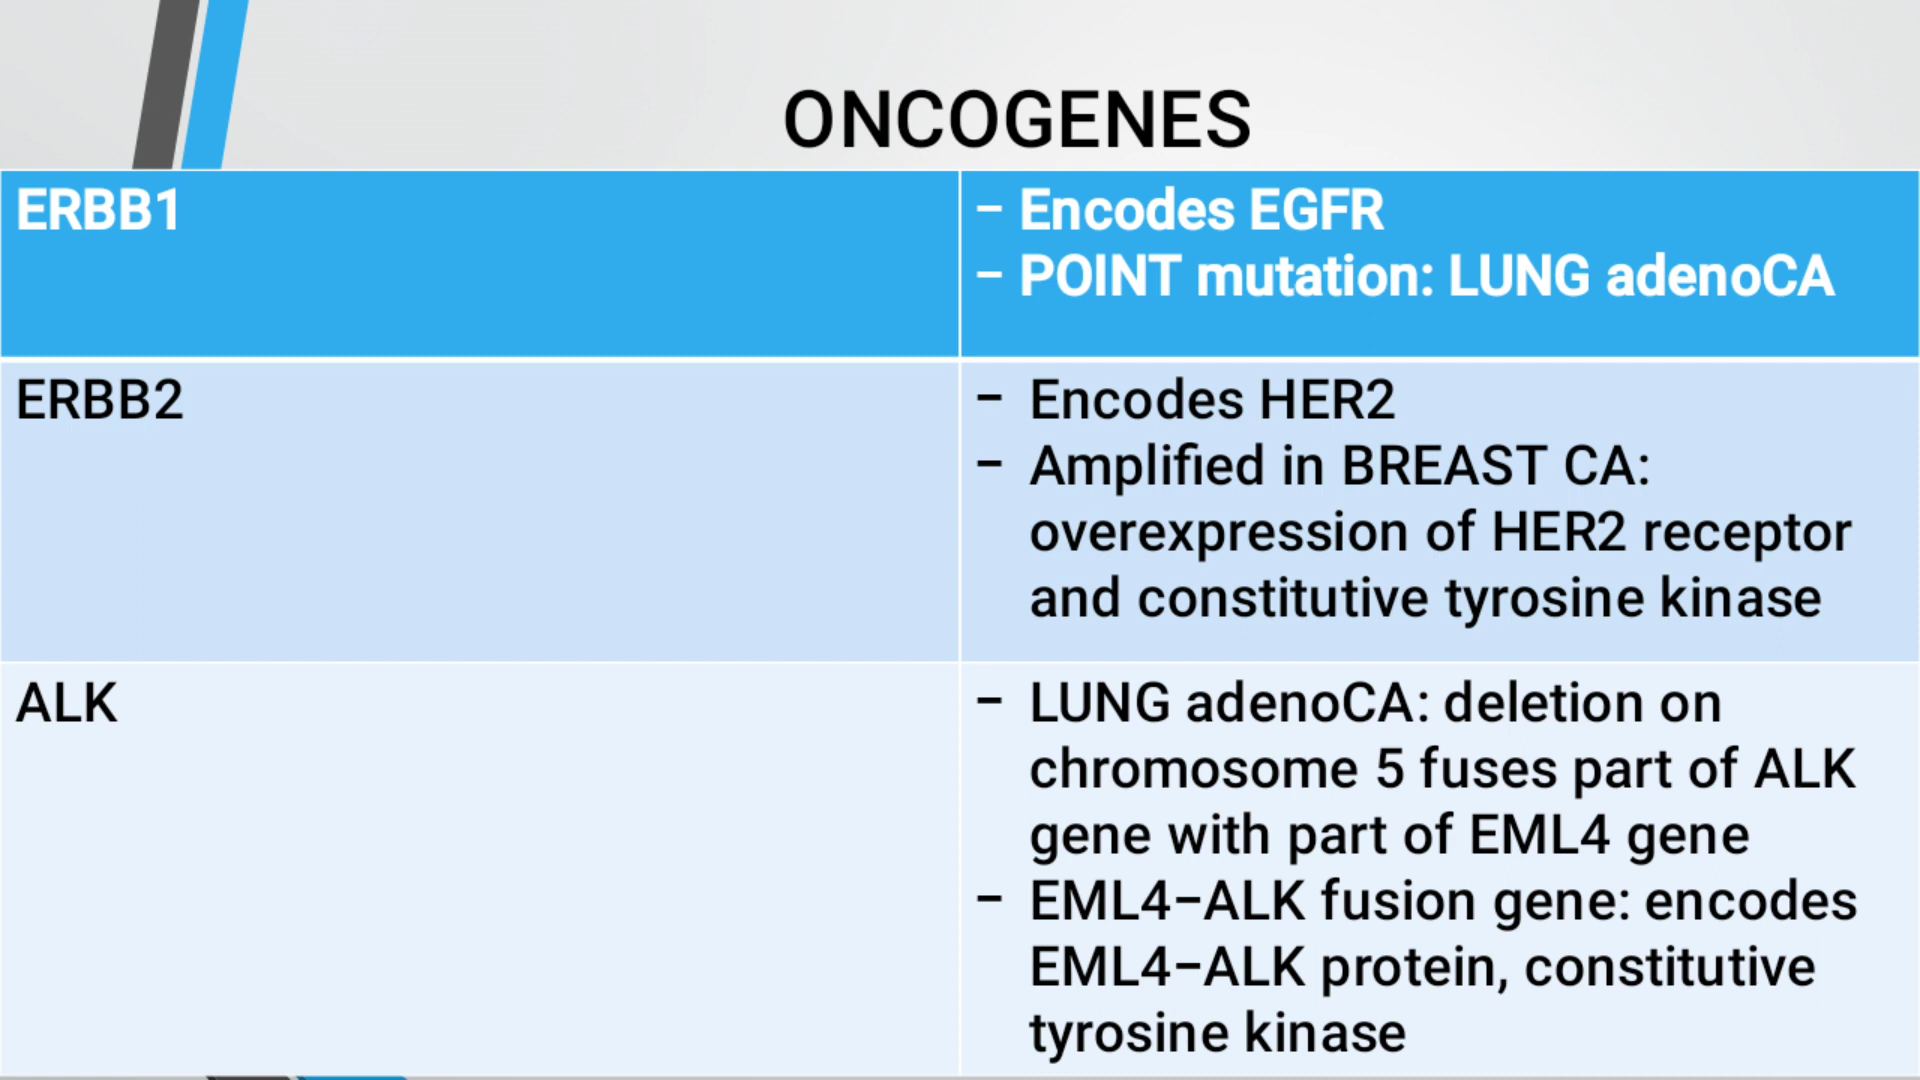 ONCOGENES
ERBB1
– Encodes EGFR
– POINT mutation: LUNG adenoCA
ERBB2
– Encodes HER2
– Amplified in BREAST CA:
overexpression of HER2 receptor
and constitutive tyrosine kinase
ALK
– LUNG adenoCA: deletion on
chromosome 5 fuses part of ALK
gene with part of EML4 gene
– EML4–ALK fusion gene: encodes
EML4–ALK protein, constitutive
tyrosine kinase